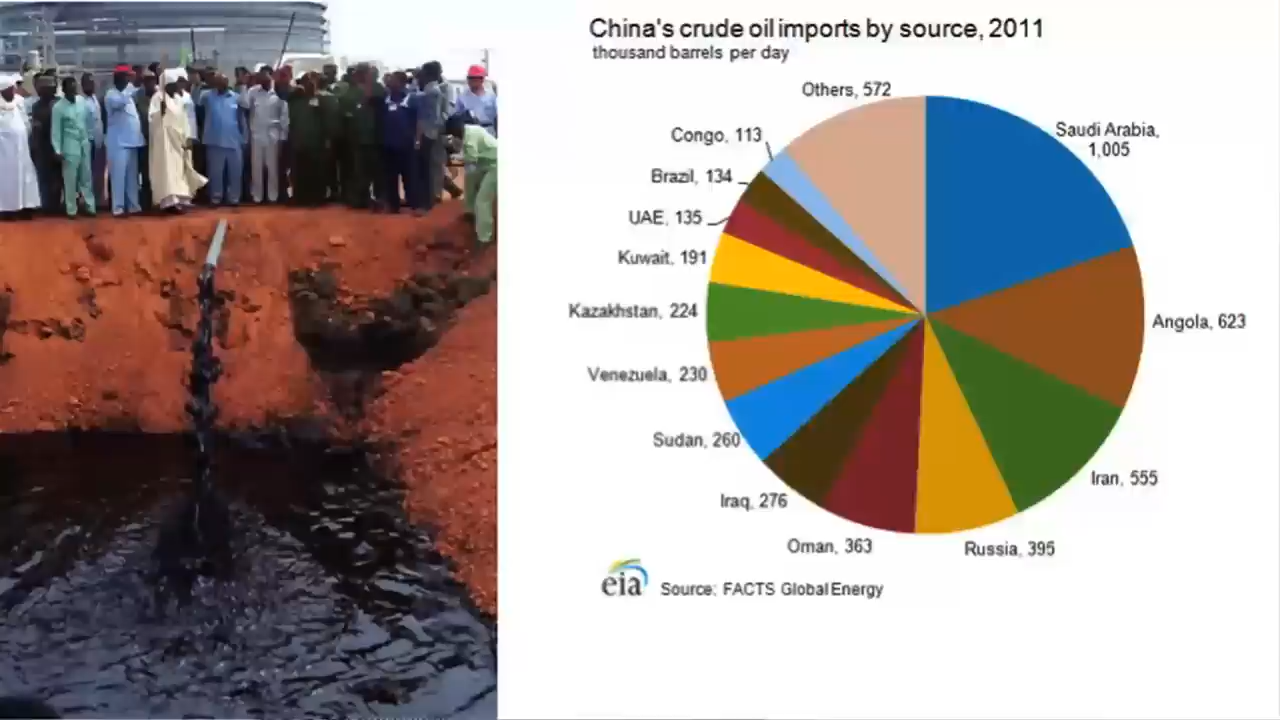 China's crude oil imports by source, 2011
thousand barrels per day
Others, 572
Saudi Arabia,
1,005
Congo, 113
Brazil, 134
UAE, 135
Kuwait, 191
Kazakhstan, 224
Angola, 623
Venezuela, 230
Sudan, 260
Iran, 555
Iraq, 276
Oman, 363
Russia, 395
eia
Source: FACTS Global Energy